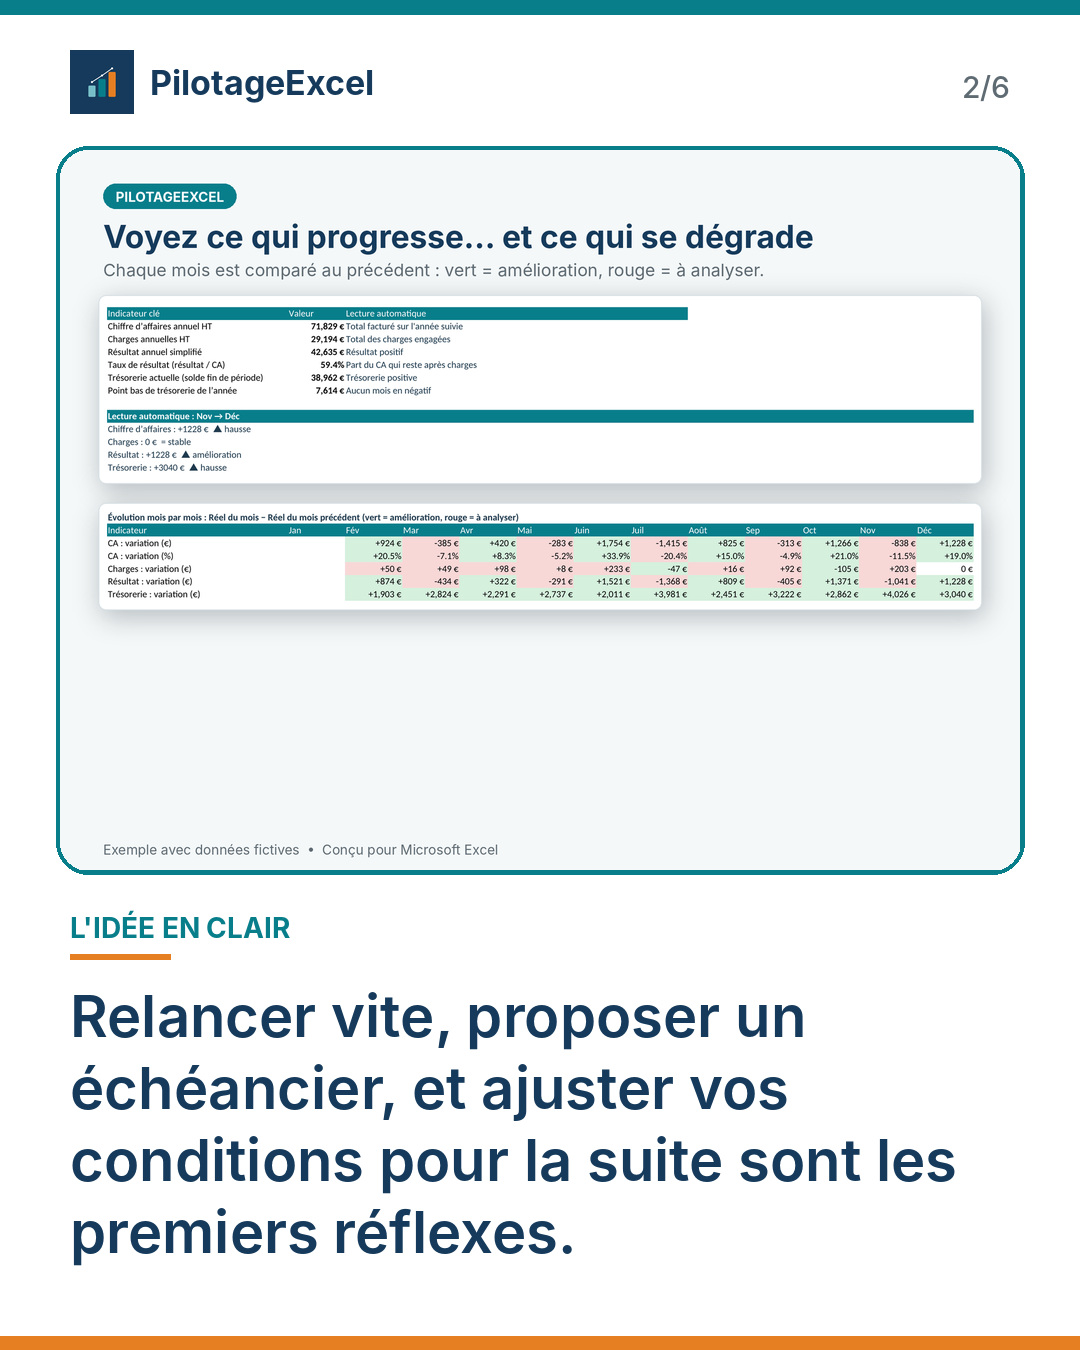 PilotageExcel
2/6
PILOTAGEEXCEL
Voyez ce qui progresse... et ce qui se dégrade
Chaque mois est comparé au précédent : vert = amélioration, rouge = à analyser.
Indicateur clé Valeur Lecture automatique
Chiffre d'affaires annuel HT 71,829 € Total facturé sur l'année suivie
Charges annuelles HT 29,194 € Total des charges engagées
Résultat annuel simplifié 42,635 € Résultat positif
Taux de résultat (résultat / CA) 59.4% Part du CA qui reste après charges
Trésorerie actuelle (solde fin de période) 38,962 € Trésorerie positive
Point bas de trésorerie de l'année 7,614 € Aucun mois en négatif
Lecture automatique : Nov → Déc
Chiffre d'affaires : +1228 € ▲ hausse
Charges : 0 € = stable
Résultat : +1228 € ▲ amélioration
Trésorerie : +3040 € ▲ hausse
Évolution mois par mois : Réel du mois − Réel du mois précédent (vert = amélioration, rouge = à analyser)
Indicateur Jan Fév Mar Avr Mai Juin Juil Août Sep Oct Nov Déc
CA : variation (€) +924 € -385 € +420 € -283 € +1,754 € -1,415 € +825 € -313 € +1,266 € -838 € +1,228 €
CA : variation (%) +20.5% -7.1% +8.3% -5.2% +33.9% -20.4% +15.0% -4.9% +21.0% -11.5% +19.0%
Charges : variation (€) +50 € +49 € +98 € +8 € +233 € -47 € +16 € +92 € -105 € +203 € 0 €
Résultat : variation (€) +874 € -434 € +322 € -291 € +1,521 € -1,368 € +809 € -405 € +1,371 € -1,041 € +1,228 €
Trésorerie : variation (€) +1,903 € +2,824 € +2,291 € +2,737 € +2,011 € +3,981 € +2,451 € +3,222 € +2,862 € +4,026 € +3,040 €
Exemple avec données fictives • Conçu pour Microsoft Excel
L'IDÉE EN CLAIR
Relancer vite, proposer un
échéancier, et ajuster vos
conditions pour la suite sont les
premiers réflexes.